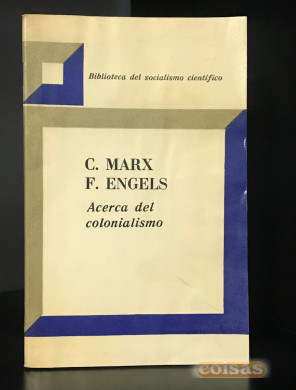 Biblioteca del socialismo científico
C. MARX
F. ENGELS
Acerca del
colonialismo
coisas